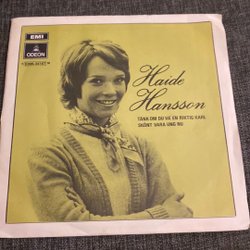 EMI
ODEON
Haide
Hansson
TÄNK OM DU VE EN RIKTIG KARL
SKÖNT VARA UNG NU